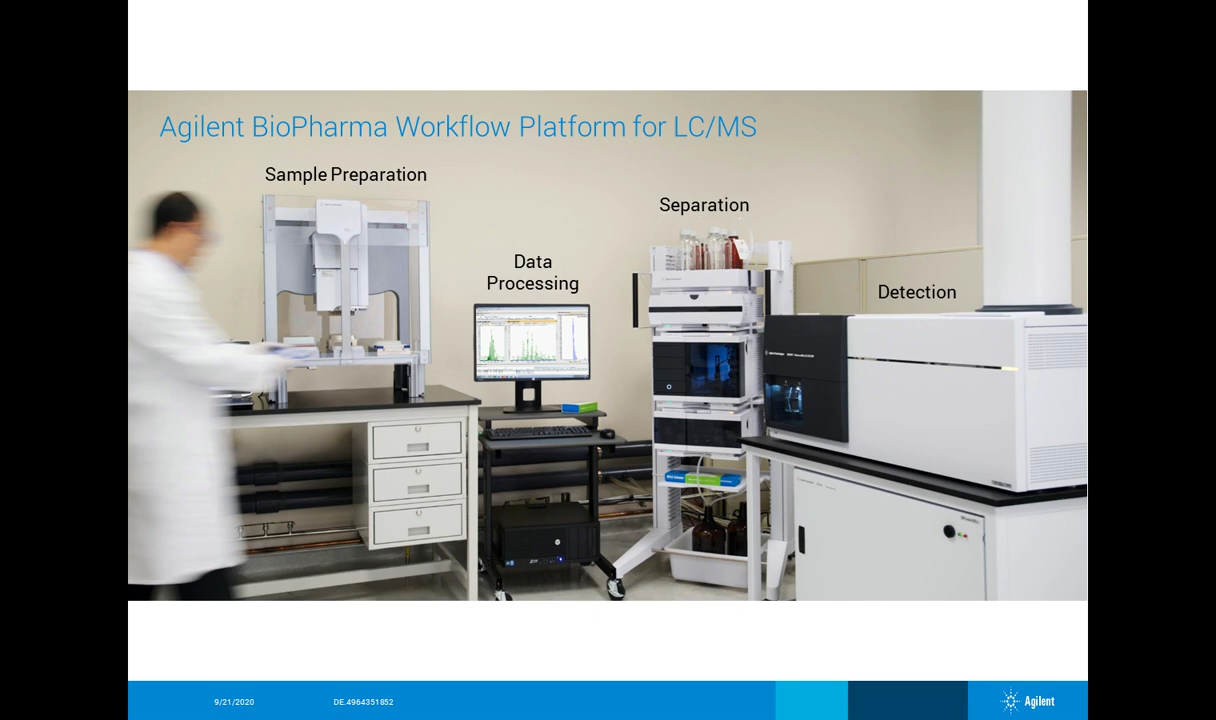 Agilent BioPharma Workflow Platform for LC/MS
Sample Preparation
Separation
Data
Processing
Detection
9/21/2020
DE.4964351852
Agilent